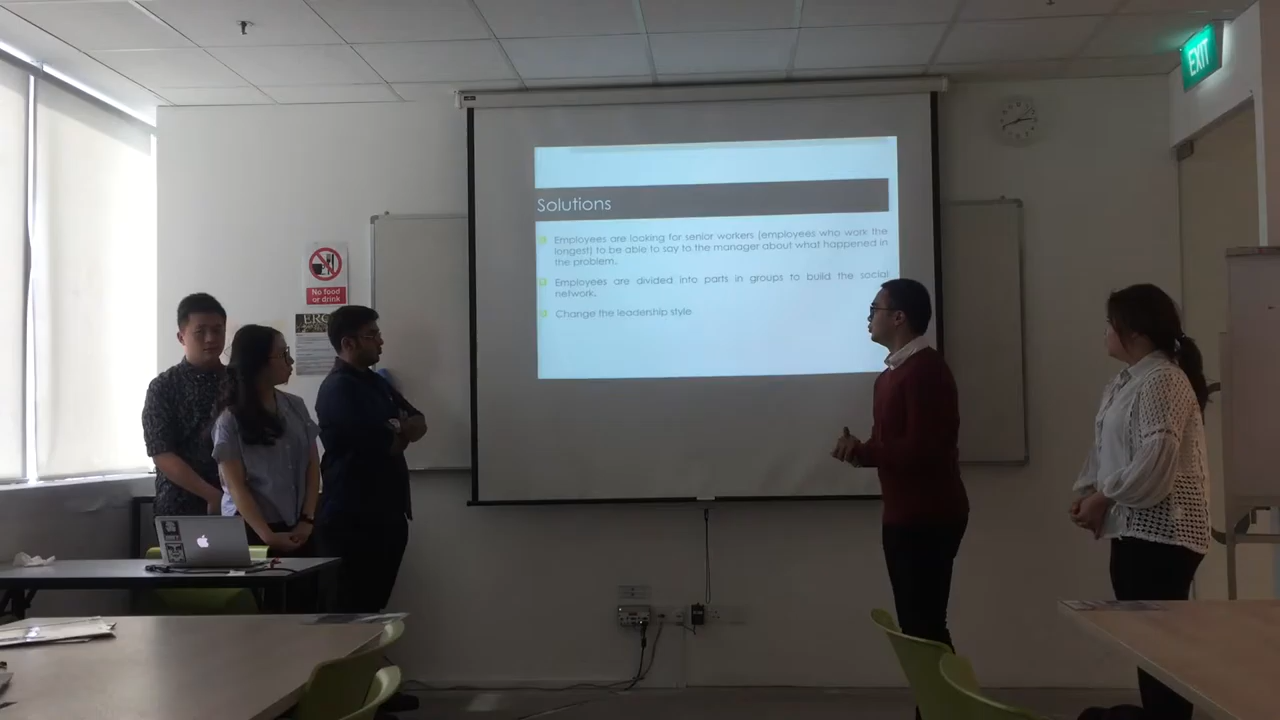 EXIT
Solutions
Employees are looking for senior workers (employees who work the
longest) to be able to say to the manager about what happened in
the problem.
Employees are divided into parts in groups to build the social
network.
Change the leadership style
No food
or drink